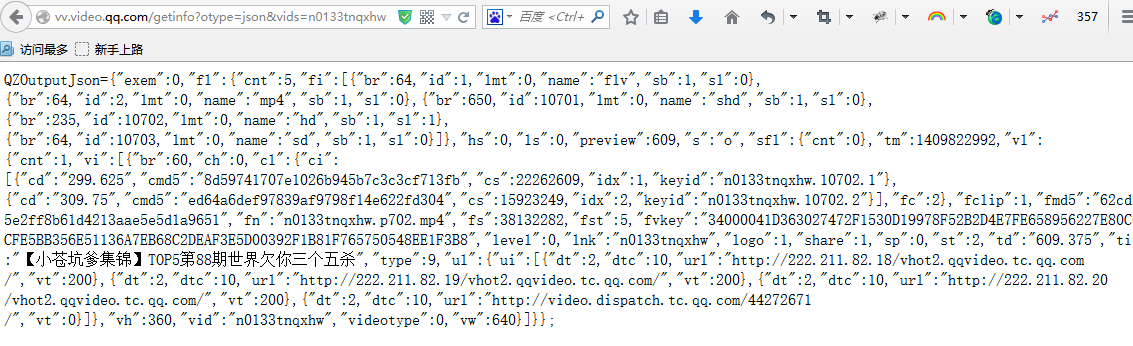 vv.video.qq.com/getinfo?otype=json&vids=n0133tnqxhw
百度 <Ctrl+
357
访问最多 新手上路
QZOutputJson={"exem":0,"fl":{"cnt":5,"fi":[{"br":64,"id":1,"lmt":0,"name":"flv","sb":1,"sl":0},
{"br":64,"id":2,"lmt":0,"name":"mp4","sb":1,"sl":0},{"br":650,"id":10701,"lmt":0,"name":"shd","sb":1,"sl":0},
{"br":235,"id":10702,"lmt":0,"name":"hd","sb":1,"sl":1},
{"br":64,"id":10703,"lmt":0,"name":"sd","sb":1,"sl":0}]},"hs":0,"ls":0,"preview":609,"s":"o","sfl":{"cnt":0},"tm":1409822992,"vl":
{"cnt":1,"vi":[{"br":60,"ch":0,"cl":{"ci":
[{"cd":"299.625","cmd5":"8d59741707e1026b945b7c3c3cf713fb","cs":22262609,"idx":1,"keyid":"n0133tnqxhw.10702.1"},
{"cd":"309.75","cmd5":"ed64a6def97839af9798f14e622fd304","cs":15923249,"idx":2,"keyid":"n0133tnqxhw.10702.2"}],"fc":2},"fclip":1,"fmd5":"62cd
5e2ff8b61d4213aae5e5d1a9651","fn":"n0133tnqxhw.p702.mp4","fs":38132282,"fst":5,"fvkey":"34000041D363027472F1530D19978F52B2D4E7FE658956227E80C
CFE5BB356E51136A7EB68C2DEAF3E5D00392F1B81F765750548EE1F3B8","level":0,"lnk":"n0133tnqxhw","logo":1,"share":1,"sp":0,"st":2,"td":"609.375","ti
:"【小苍坑爹集锦】TOP5第88期世界欠你三个五杀","type":9,"ul":{"ui":[{"dt":2,"dtc":10,"url":"http://222.211.82.18/vhot2.qqvideo.tc.qq.com
/","vt":200},{"dt":2,"dtc":10,"url":"http://222.211.82.19/vhot2.qqvideo.tc.qq.com/","vt":200},{"dt":2,"dtc":10,"url":"http://222.211.82.20
/vhot2.qqvideo.tc.qq.com/","vt":200},{"dt":2,"dtc":10,"url":"http://video.dispatch.tc.qq.com/44272671
/","vt":0}]},"vh":360,"vid":"n0133tnqxhw","videotype":0,"vw":640}]}};